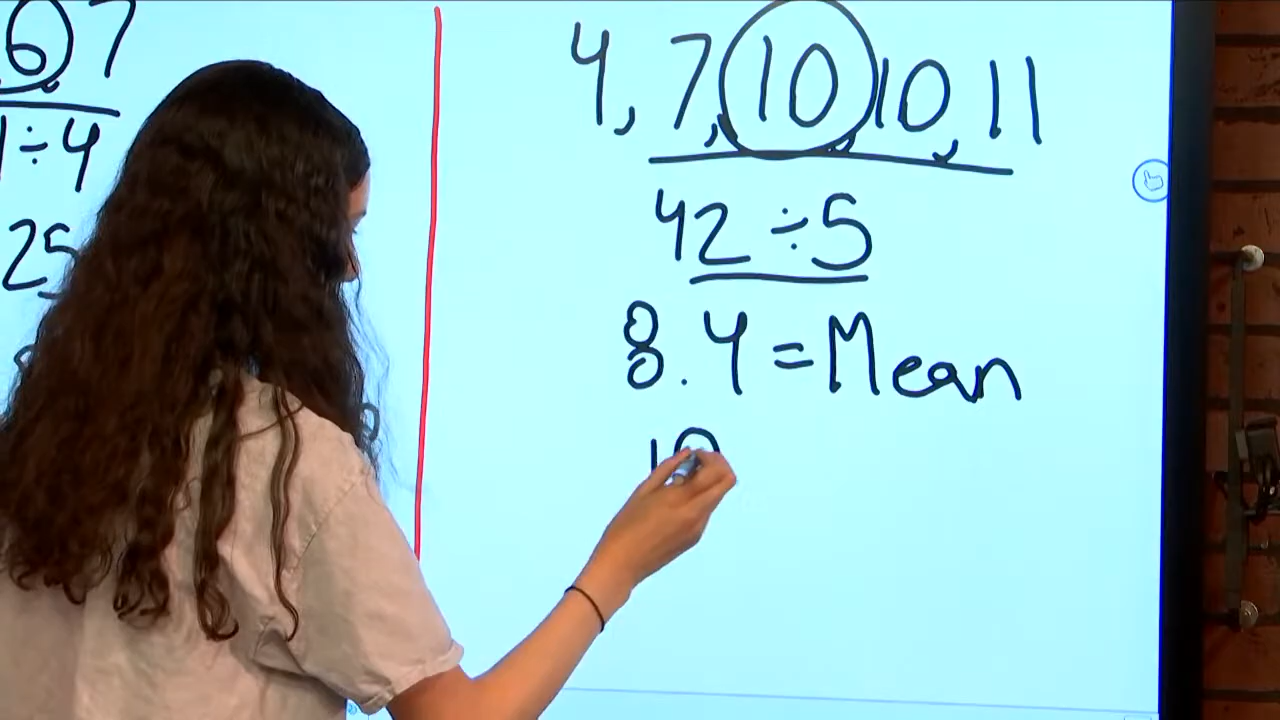 6 7
÷ 4
25
4, 7, 10, 10, 11
42 ÷ 5
8.4 = Mean
10